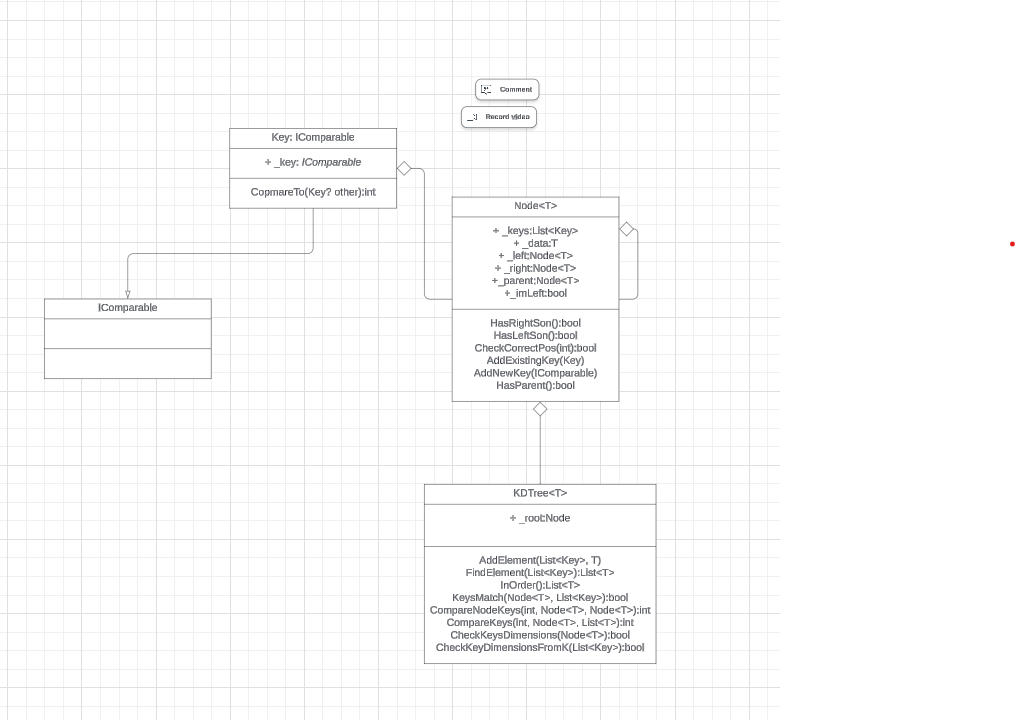 Comment
Record video
Key: IComparable
+ _key: IComparable
CopmareTo(Key? other):int
Node<T>
+ _keys:List<Key>
+ _data:T
+ _left;Node<T>
+ _right:Node<T>
+_parent;Node<T>
+_imLeft:bool
HasRightSon():bool
HasLeftSon():bool
CheckCorrectPos(int):bool
AddExistingKey(Key)
AddNewKey(IComparable)
HasParent():bool
IComparable
KDTree<T>
+ _root:Node
AddElement(List<Key>, T)
FindElement(List<Key>):List<T>
InOrder():List<T>
KeysMatch(Node<T>, List<Key>):bool
CompareNodeKeys(int, Node<T>, Node<T>):int
CompareKeys(int, Node<T>, List<T>):int
CheckKeysDimensions(Node<T>):bool
CheckKeyDimensionsFromK(List<Key>):bool